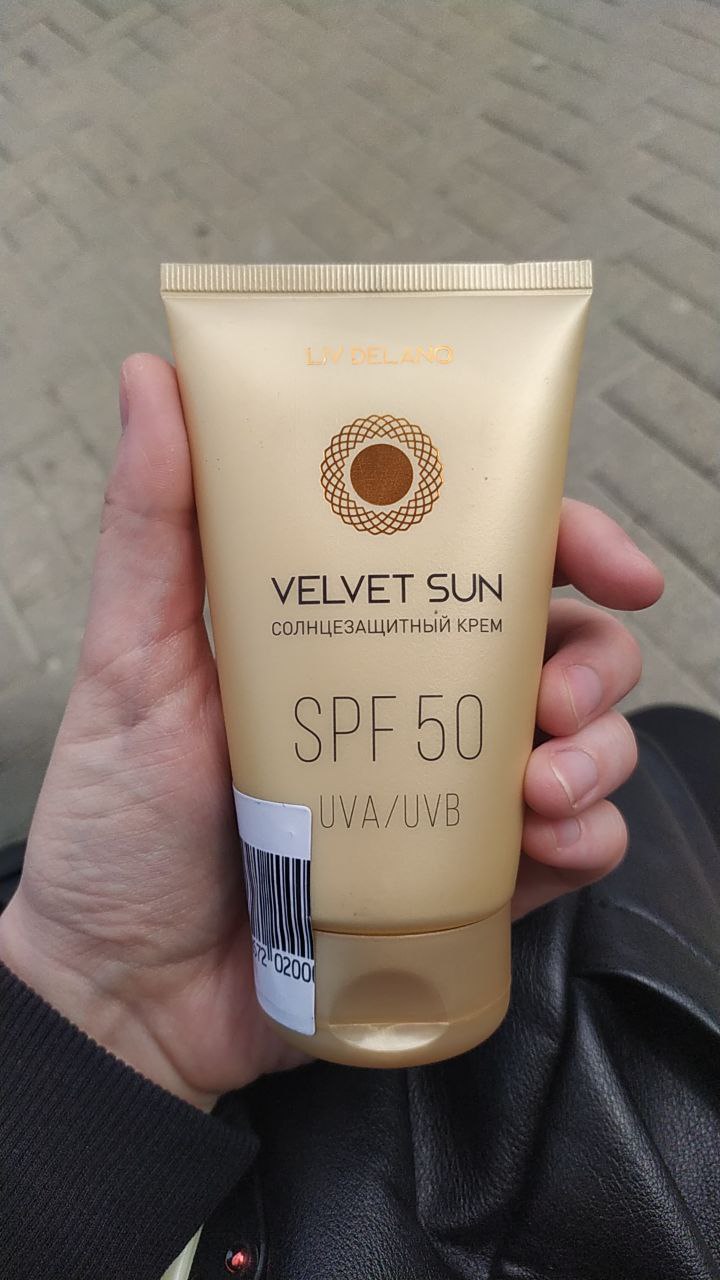 LIV DELANO
VELVET SUN
СОЛНЦЕЗАЩИТНЫЙ КРЕМ
SPF 50
UVA/UVB